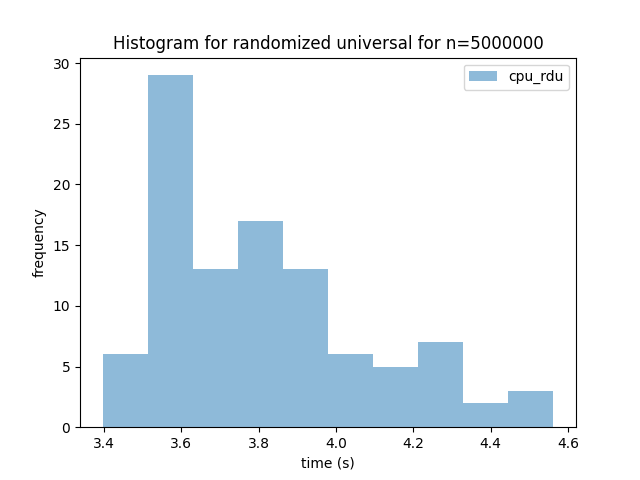 Histogram for randomized universal for n=5000000
cpu_rdu
frequency
30
25
20
15
10
5
0
3.4 3.6 3.8 4.0 4.2 4.4 4.6
time (s)